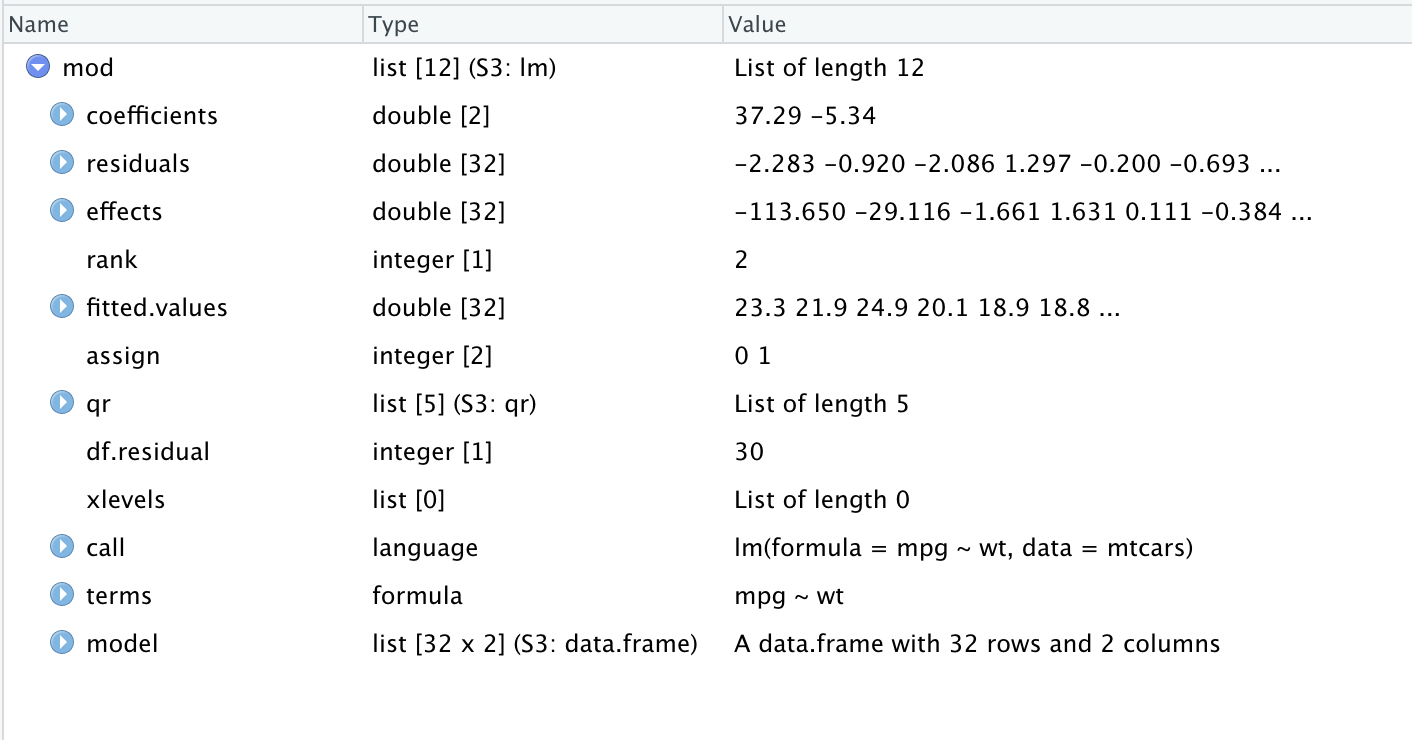 Name Type Value
mod list [12] (S3: lm) List of length 12
coefficients double [2] 37.29 -5.34
residuals double [32] -2.283 -0.920 -2.086 1.297 -0.200 -0.693 ...
effects double [32] -113.650 -29.116 -1.661 1.631 0.111 -0.384 ...
rank integer [1] 2
fitted.values double [32] 23.3 21.9 24.9 20.1 18.9 18.8 ...
assign integer [2] 0 1
qr list [5] (S3: qr) List of length 5
df.residual integer [1] 30
xlevels list [0] List of length 0
call language lm(formula = mpg ~ wt, data = mtcars)
terms formula mpg ~ wt
model list [32 x 2] (S3: data.frame) A data.frame with 32 rows and 2 columns